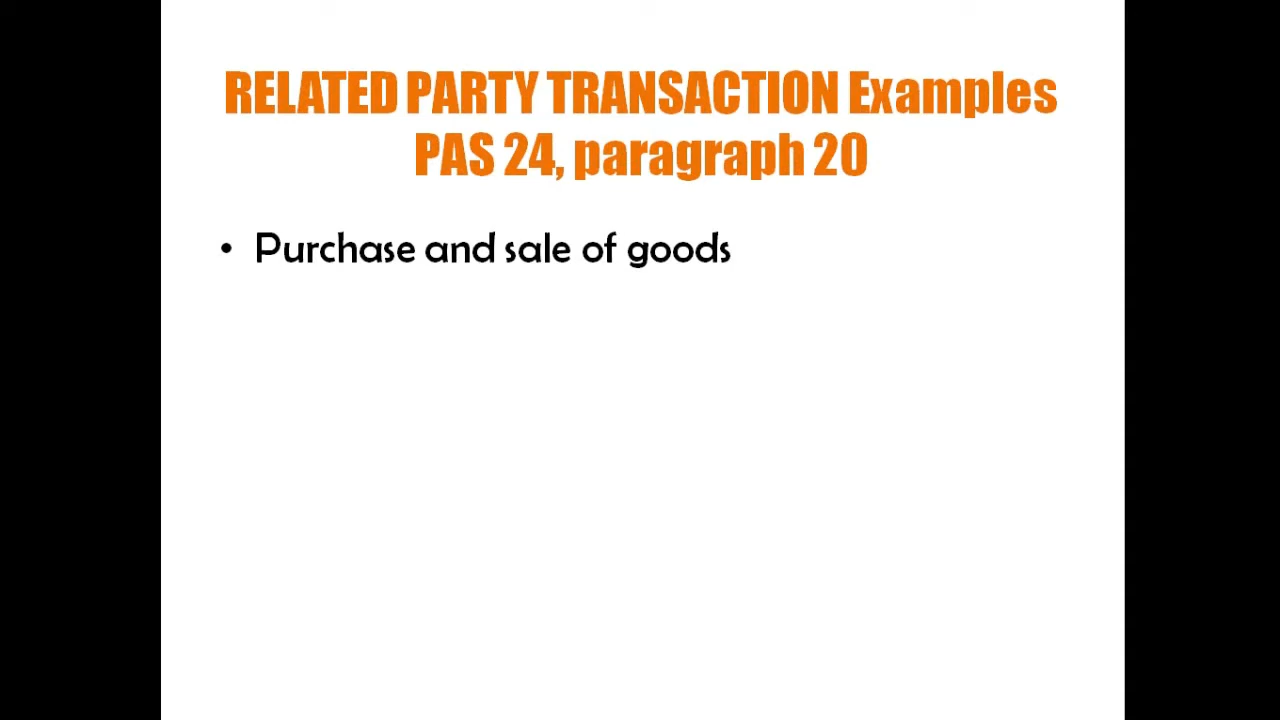 RELATED PARTY TRANSACTION Examples
PAS 24, paragraph 20
• Purchase and sale of goods